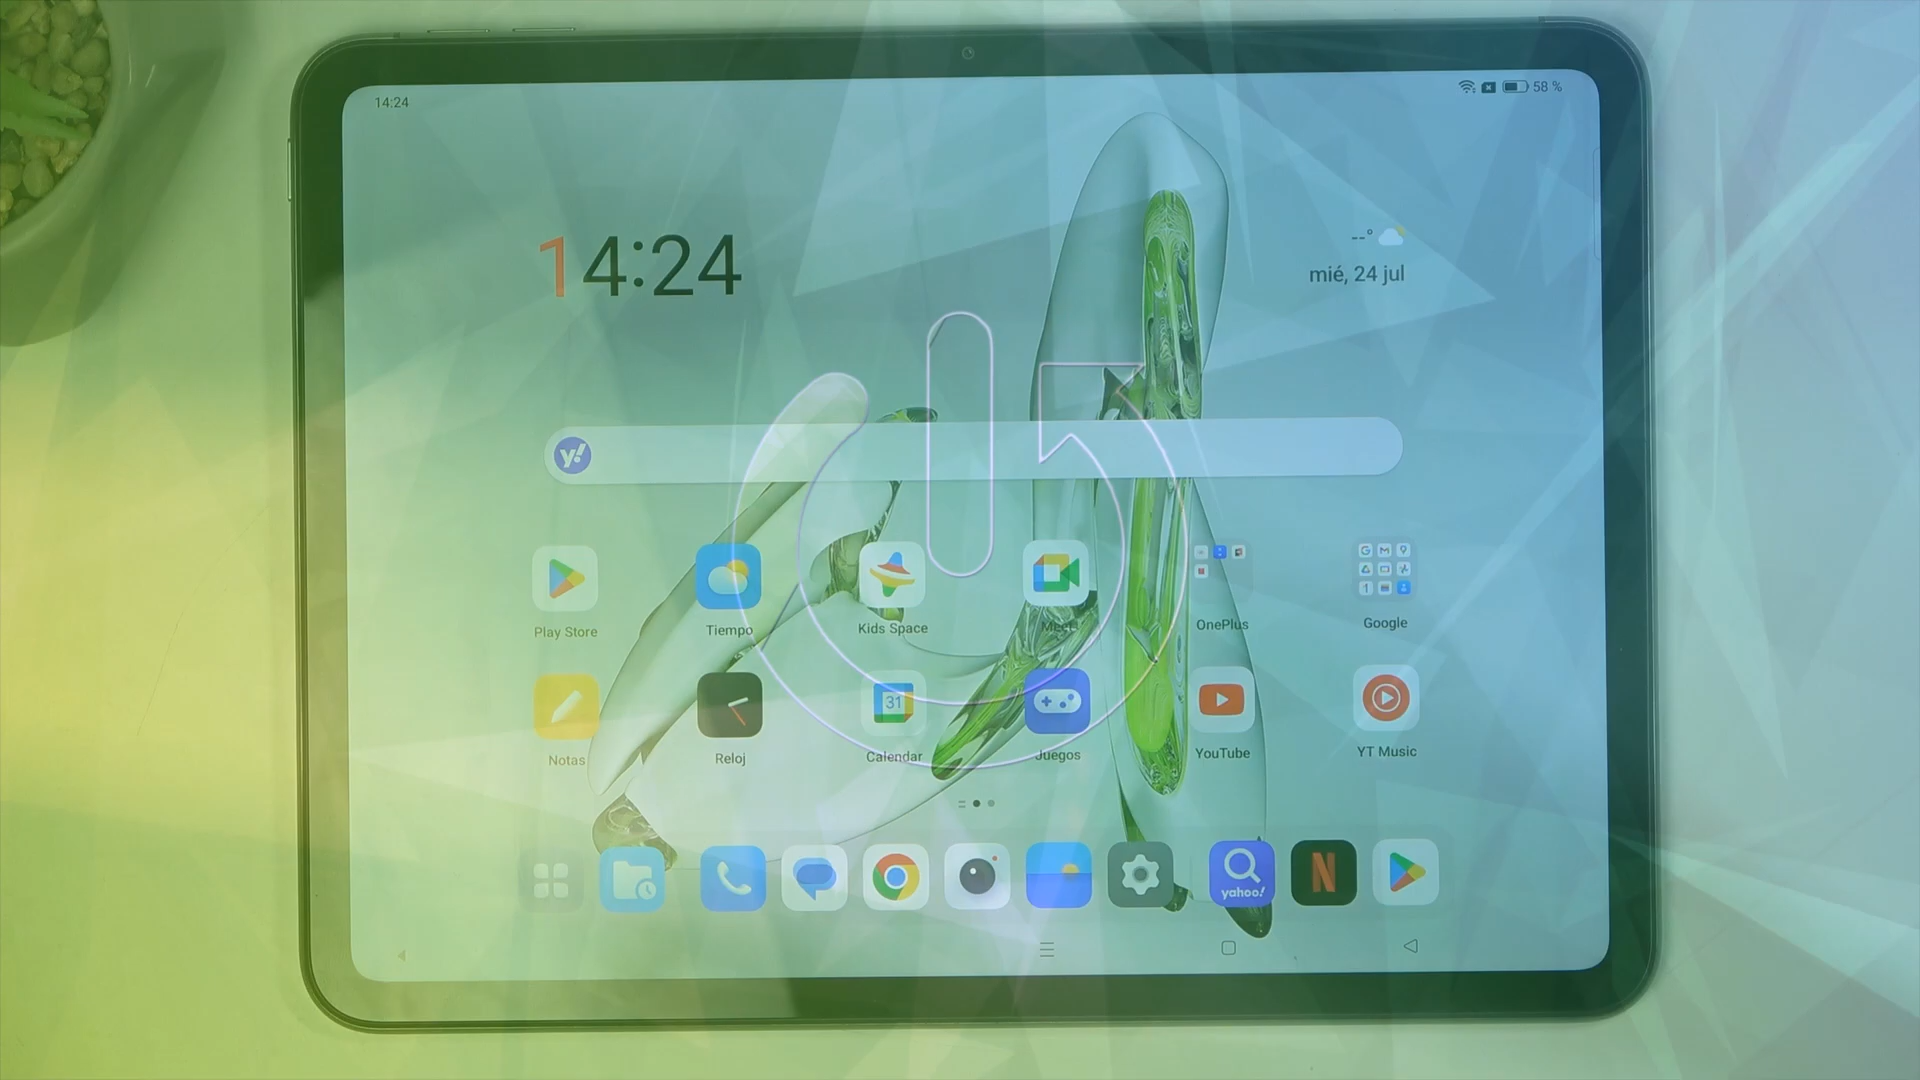 14:24
58 %
14:24
--°
mié, 24 jul
y!
Play Store
Tiempo
Kids Space
Meet
OnePlus
Google
31
Notas
Reloj
Calendar
Juegos
YouTube
YT Music
yahoo!
N